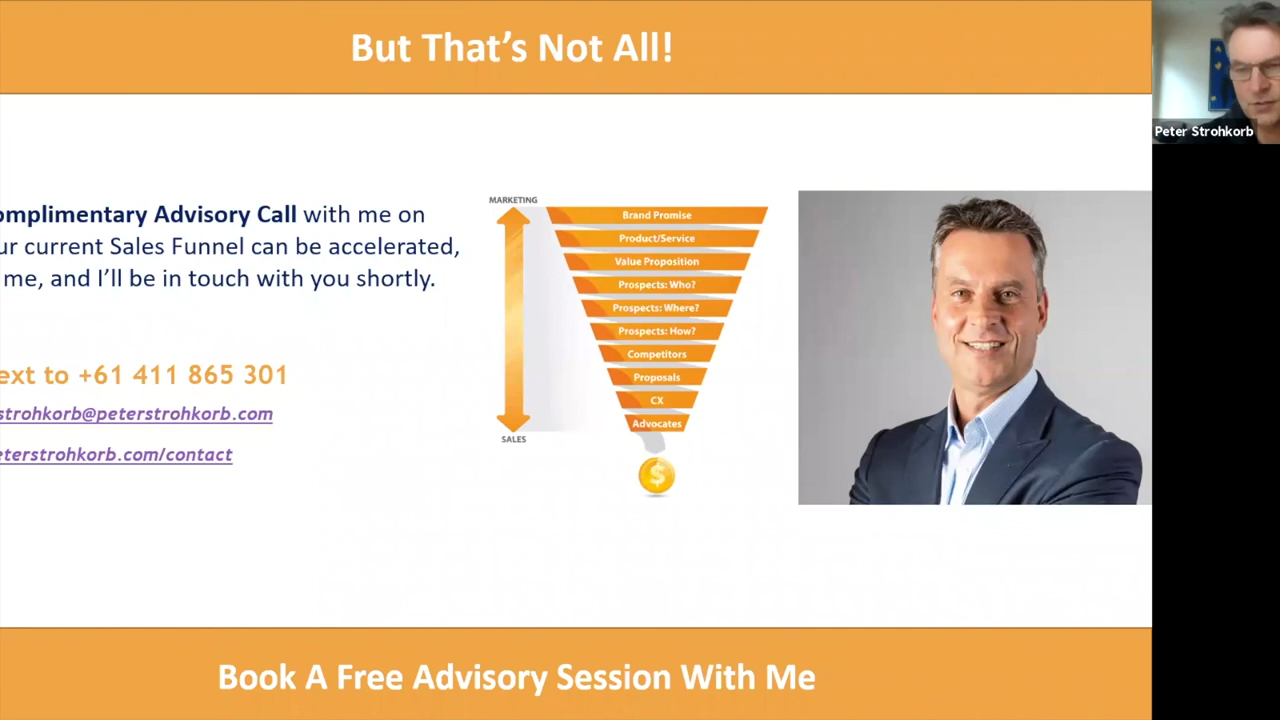 But That's Not All!
Peter Strohkorb
omplimentary Advisory Call with me on
ur current Sales Funnel can be accelerated,
me, and I'll be in touch with you shortly.
ext to +61 411 865 301
strohkorb@peterstrohkorb.com
eterstrohkorb.com/contact
MARKETING
Brand Promise
Product/Service
Value Proposition
Prospects: Who?
Prospects: Where?
Prospects: How?
Competitors
Proposals
CX
Advocates
SALES
$
Book A Free Advisory Session With Me